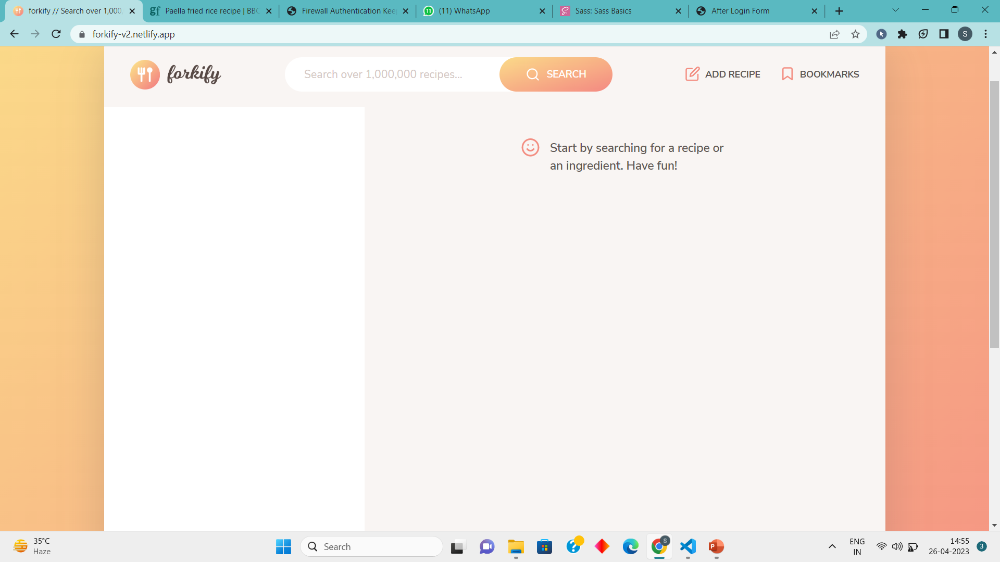 forkify // Search over 1,000,
Paella fried rice recipe | BBC
Firewall Authentication Keep
(11) WhatsApp
Sass: Sass Basics
After Login Form
forkify-v2.netlify.app
S
forkify
Search over 1,000,000 recipes...
SEARCH
ADD RECIPE
BOOKMARKS
Start by searching for a recipe or
an ingredient. Have fun!
35°C
Haze
Search
ENG
IN
14:55
26-04-2023
3